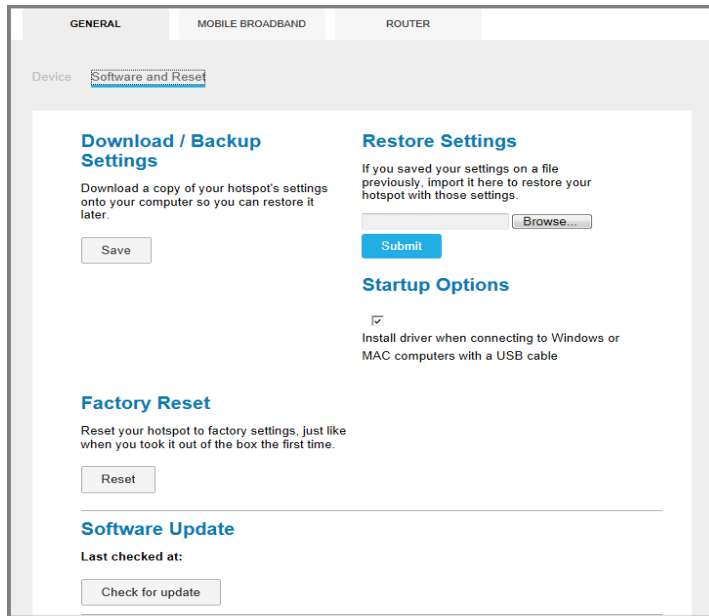 GENERAL
MOBILE BROADBAND
ROUTER
Device
Software and Reset
Download / Backup
Settings
Download a copy of your hotspot's settings
onto your computer so you can restore it
later.
Save
Restore Settings
If you saved your settings on a file
previously, import it here to restore your
hotspot with those settings.
Browse...
Submit
Startup Options
Install driver when connecting to Windows or
MAC computers with a USB cable
Factory Reset
Reset your hotspot to factory settings, just like
when you took it out of the box the first time.
Reset
Software Update
Last checked at:
Check for update